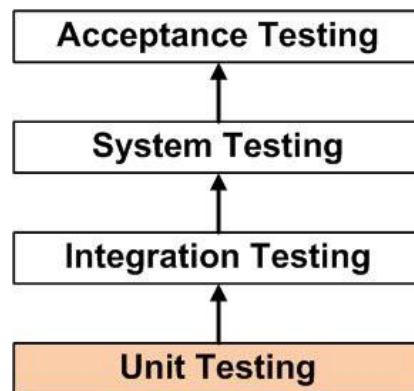 Acceptance Testing
System Testing
Integration Testing
Unit Testing